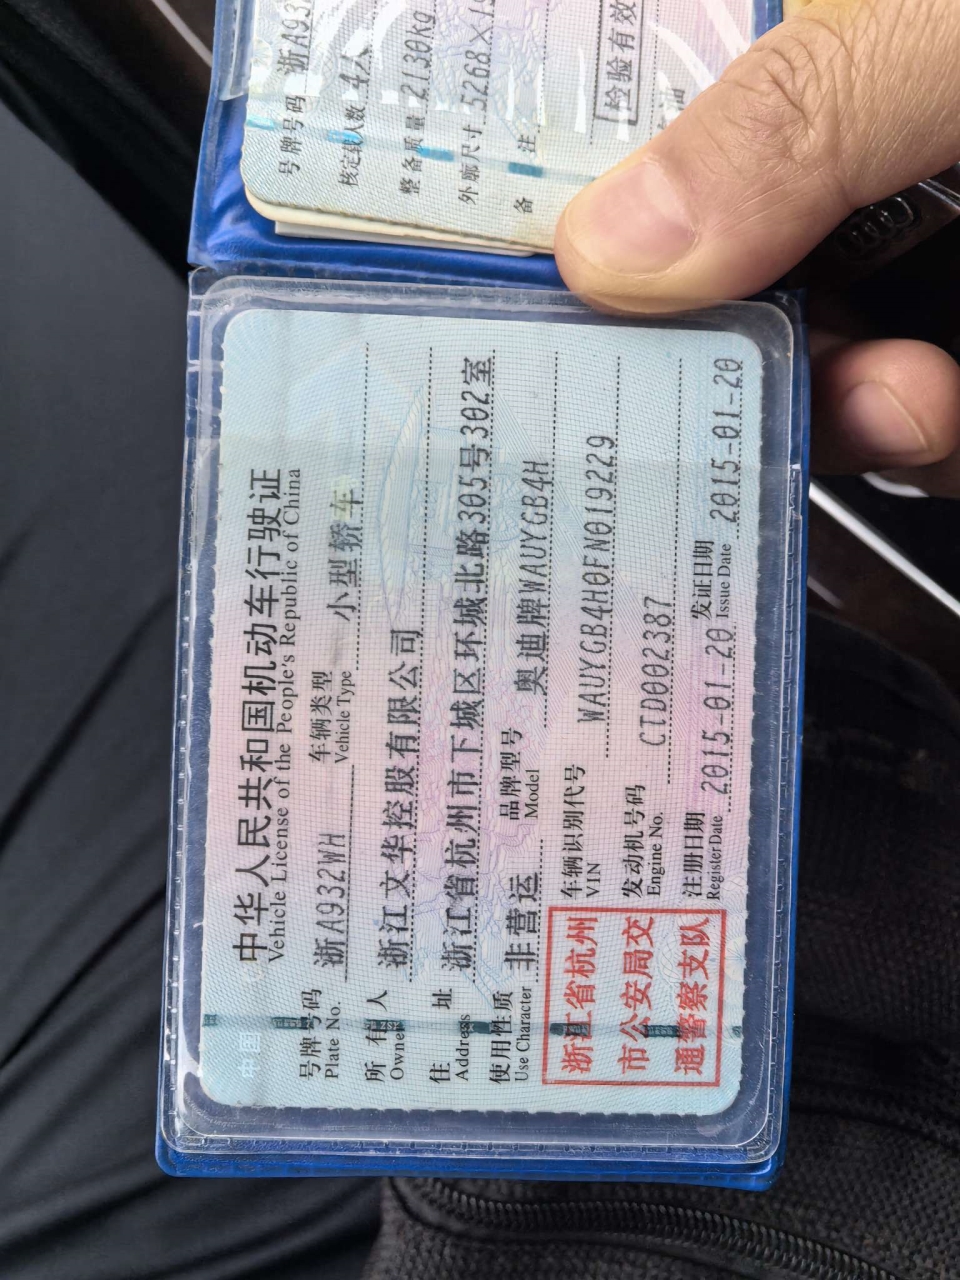 中华人民共和国机动车行驶证
Vehicle License of the People's Republic of China
号牌号码 浙A932WH 车辆类型 小型轿车
Plate No. Vehicle Type
所有人 浙江文华控股有限公司
Owner
住 址 浙江省杭州市下城区环城北路305号302室
Address
使用性质 非营运 品牌型号 奥迪牌WAUYGB4H
Use Character Model
浙江省杭州
市公安局交
通警察支队
车辆识别代号 WAUYGB4H0FN019229
VIN
发动机号码 CTD002387
Engine No.
注册日期 2015-01-20 发证日期 2015-01-20
Register Date Issue Date
号牌号码 浙A93
核定载人数 4人
整备质量 2130kg
外廓尺寸 5268×
备 注
检验有效